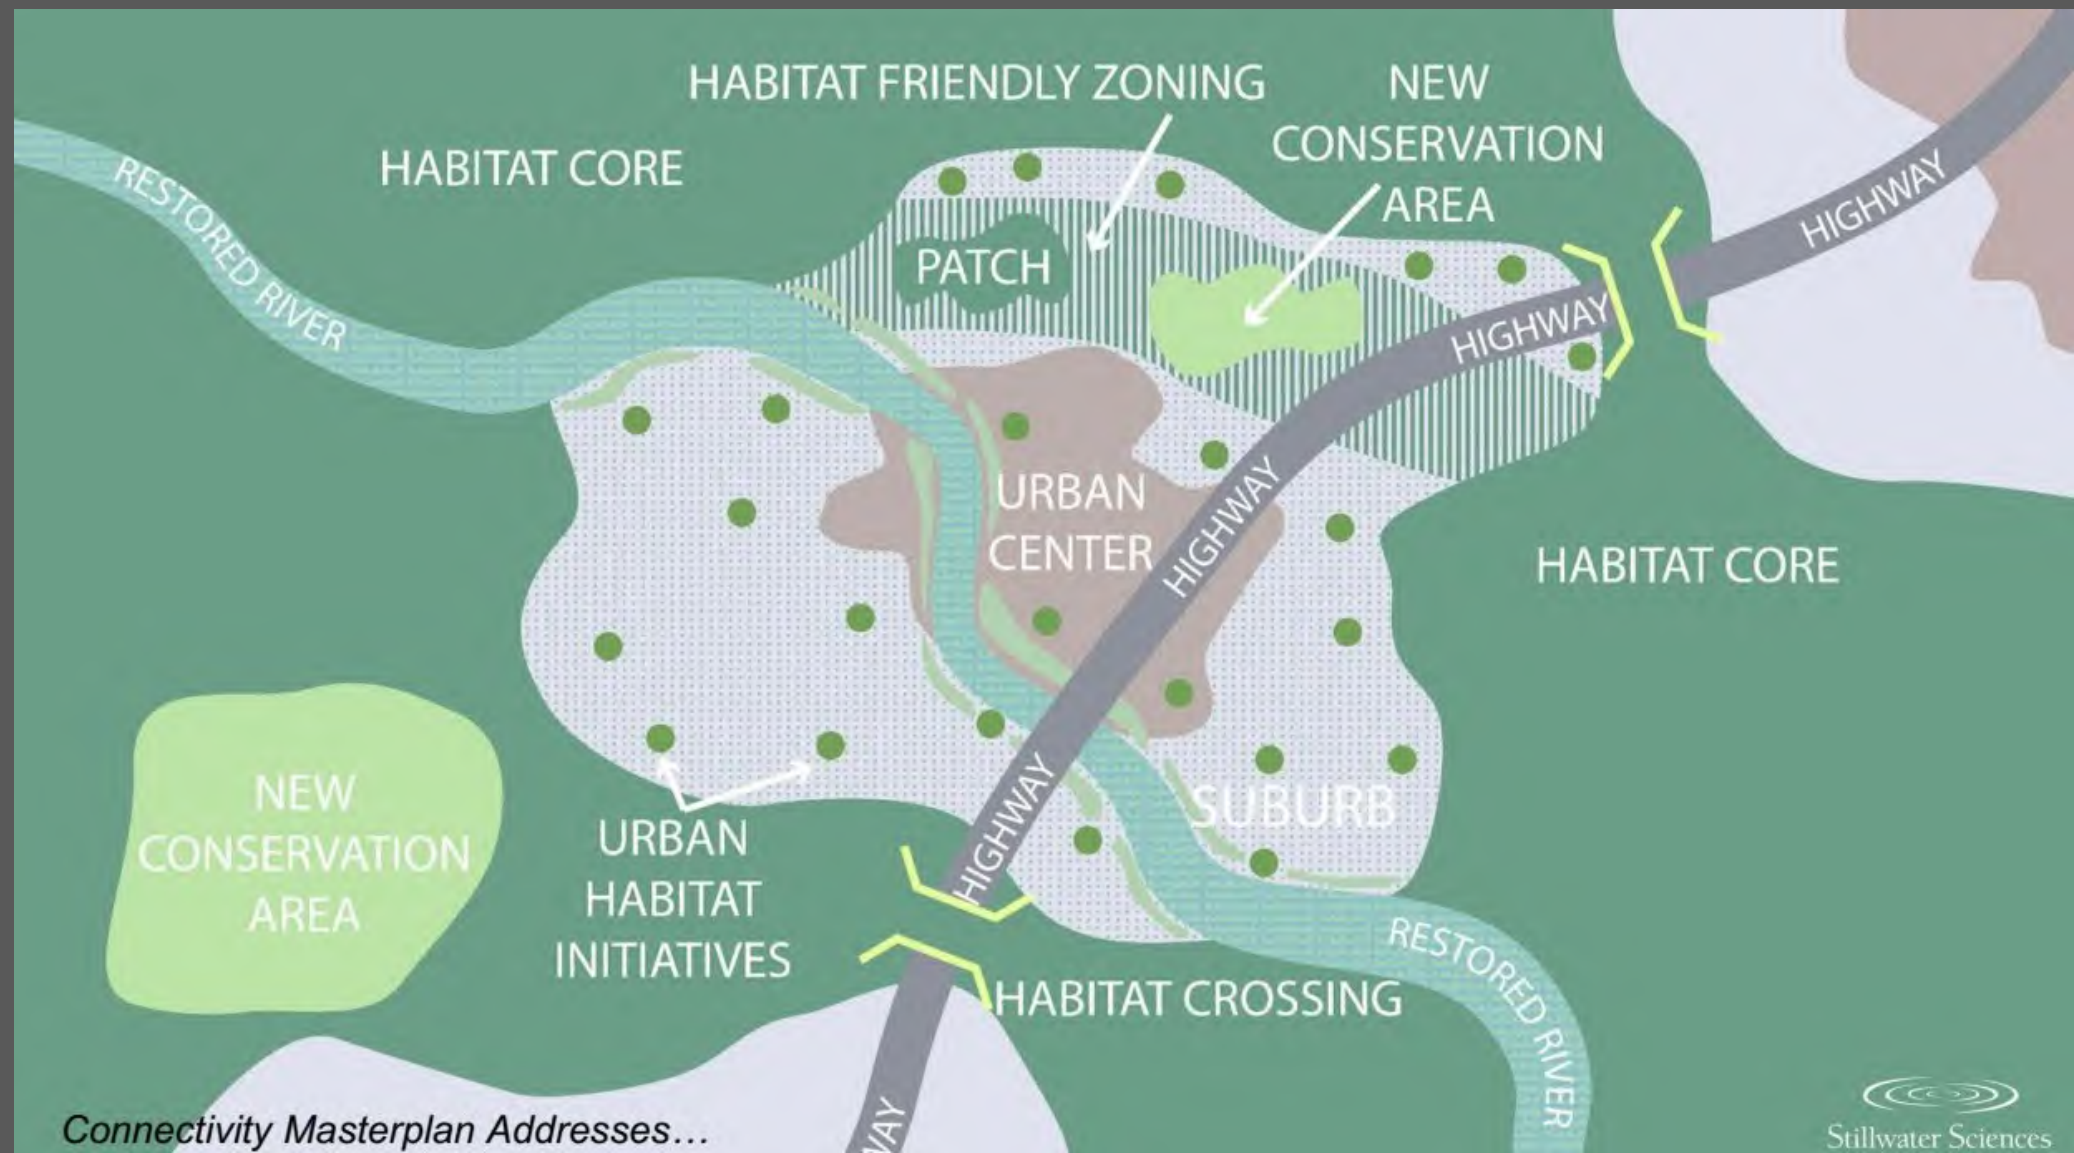 HABITAT FRIENDLY ZONING
NEW
CONSERVATION
AREA
HABITAT CORE
RESTORED RIVER
PATCH
HIGHWAY
HIGHWAY
URBAN
CENTER
HIGHWAY
HABITAT CORE
NEW
CONSERVATION
AREA
URBAN
HABITAT
INITIATIVES
HIGHWAY
SUBURB
HABITAT CROSSING
RESTORED RIVER
WAY
Connectivity Masterplan Addresses…
Stillwater Sciences